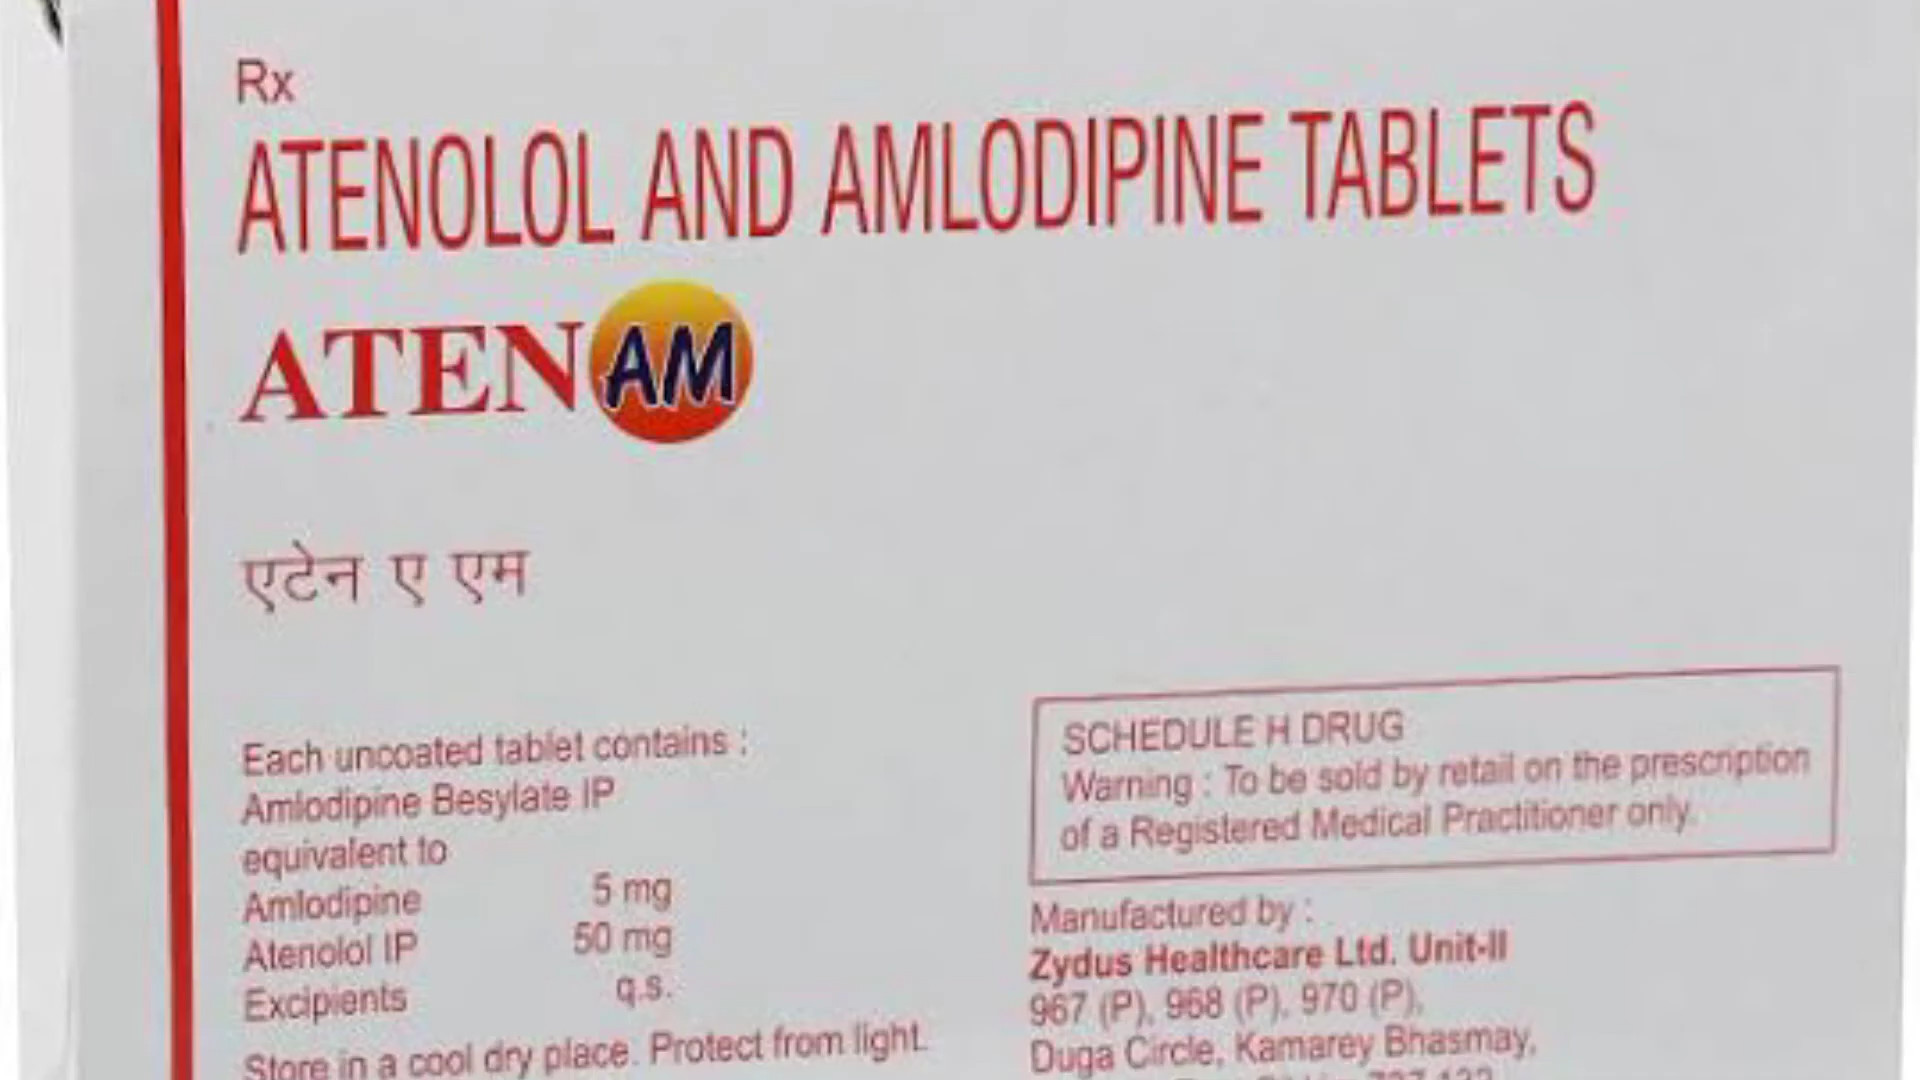 Rx
ATENOLOL AND AMLODIPINE TABLETS
ATEN AM
एटेन ए एम
Each uncoated tablet contains :
Amlodipine Besylate IP
equivalent to
Amlodipine 5 mg
Atenolol IP 50 mg
Excipients q.s.
Store in a cool dry place. Protect from light.
SCHEDULE H DRUG
Warning : To be sold by retail on the prescription
of a Registered Medical Practitioner only.
Manufactured by :
Zydus Healthcare Ltd. Unit-II
967 (P), 968 (P), 970 (P),
Duga Circle, Kamarey Bhasmay,